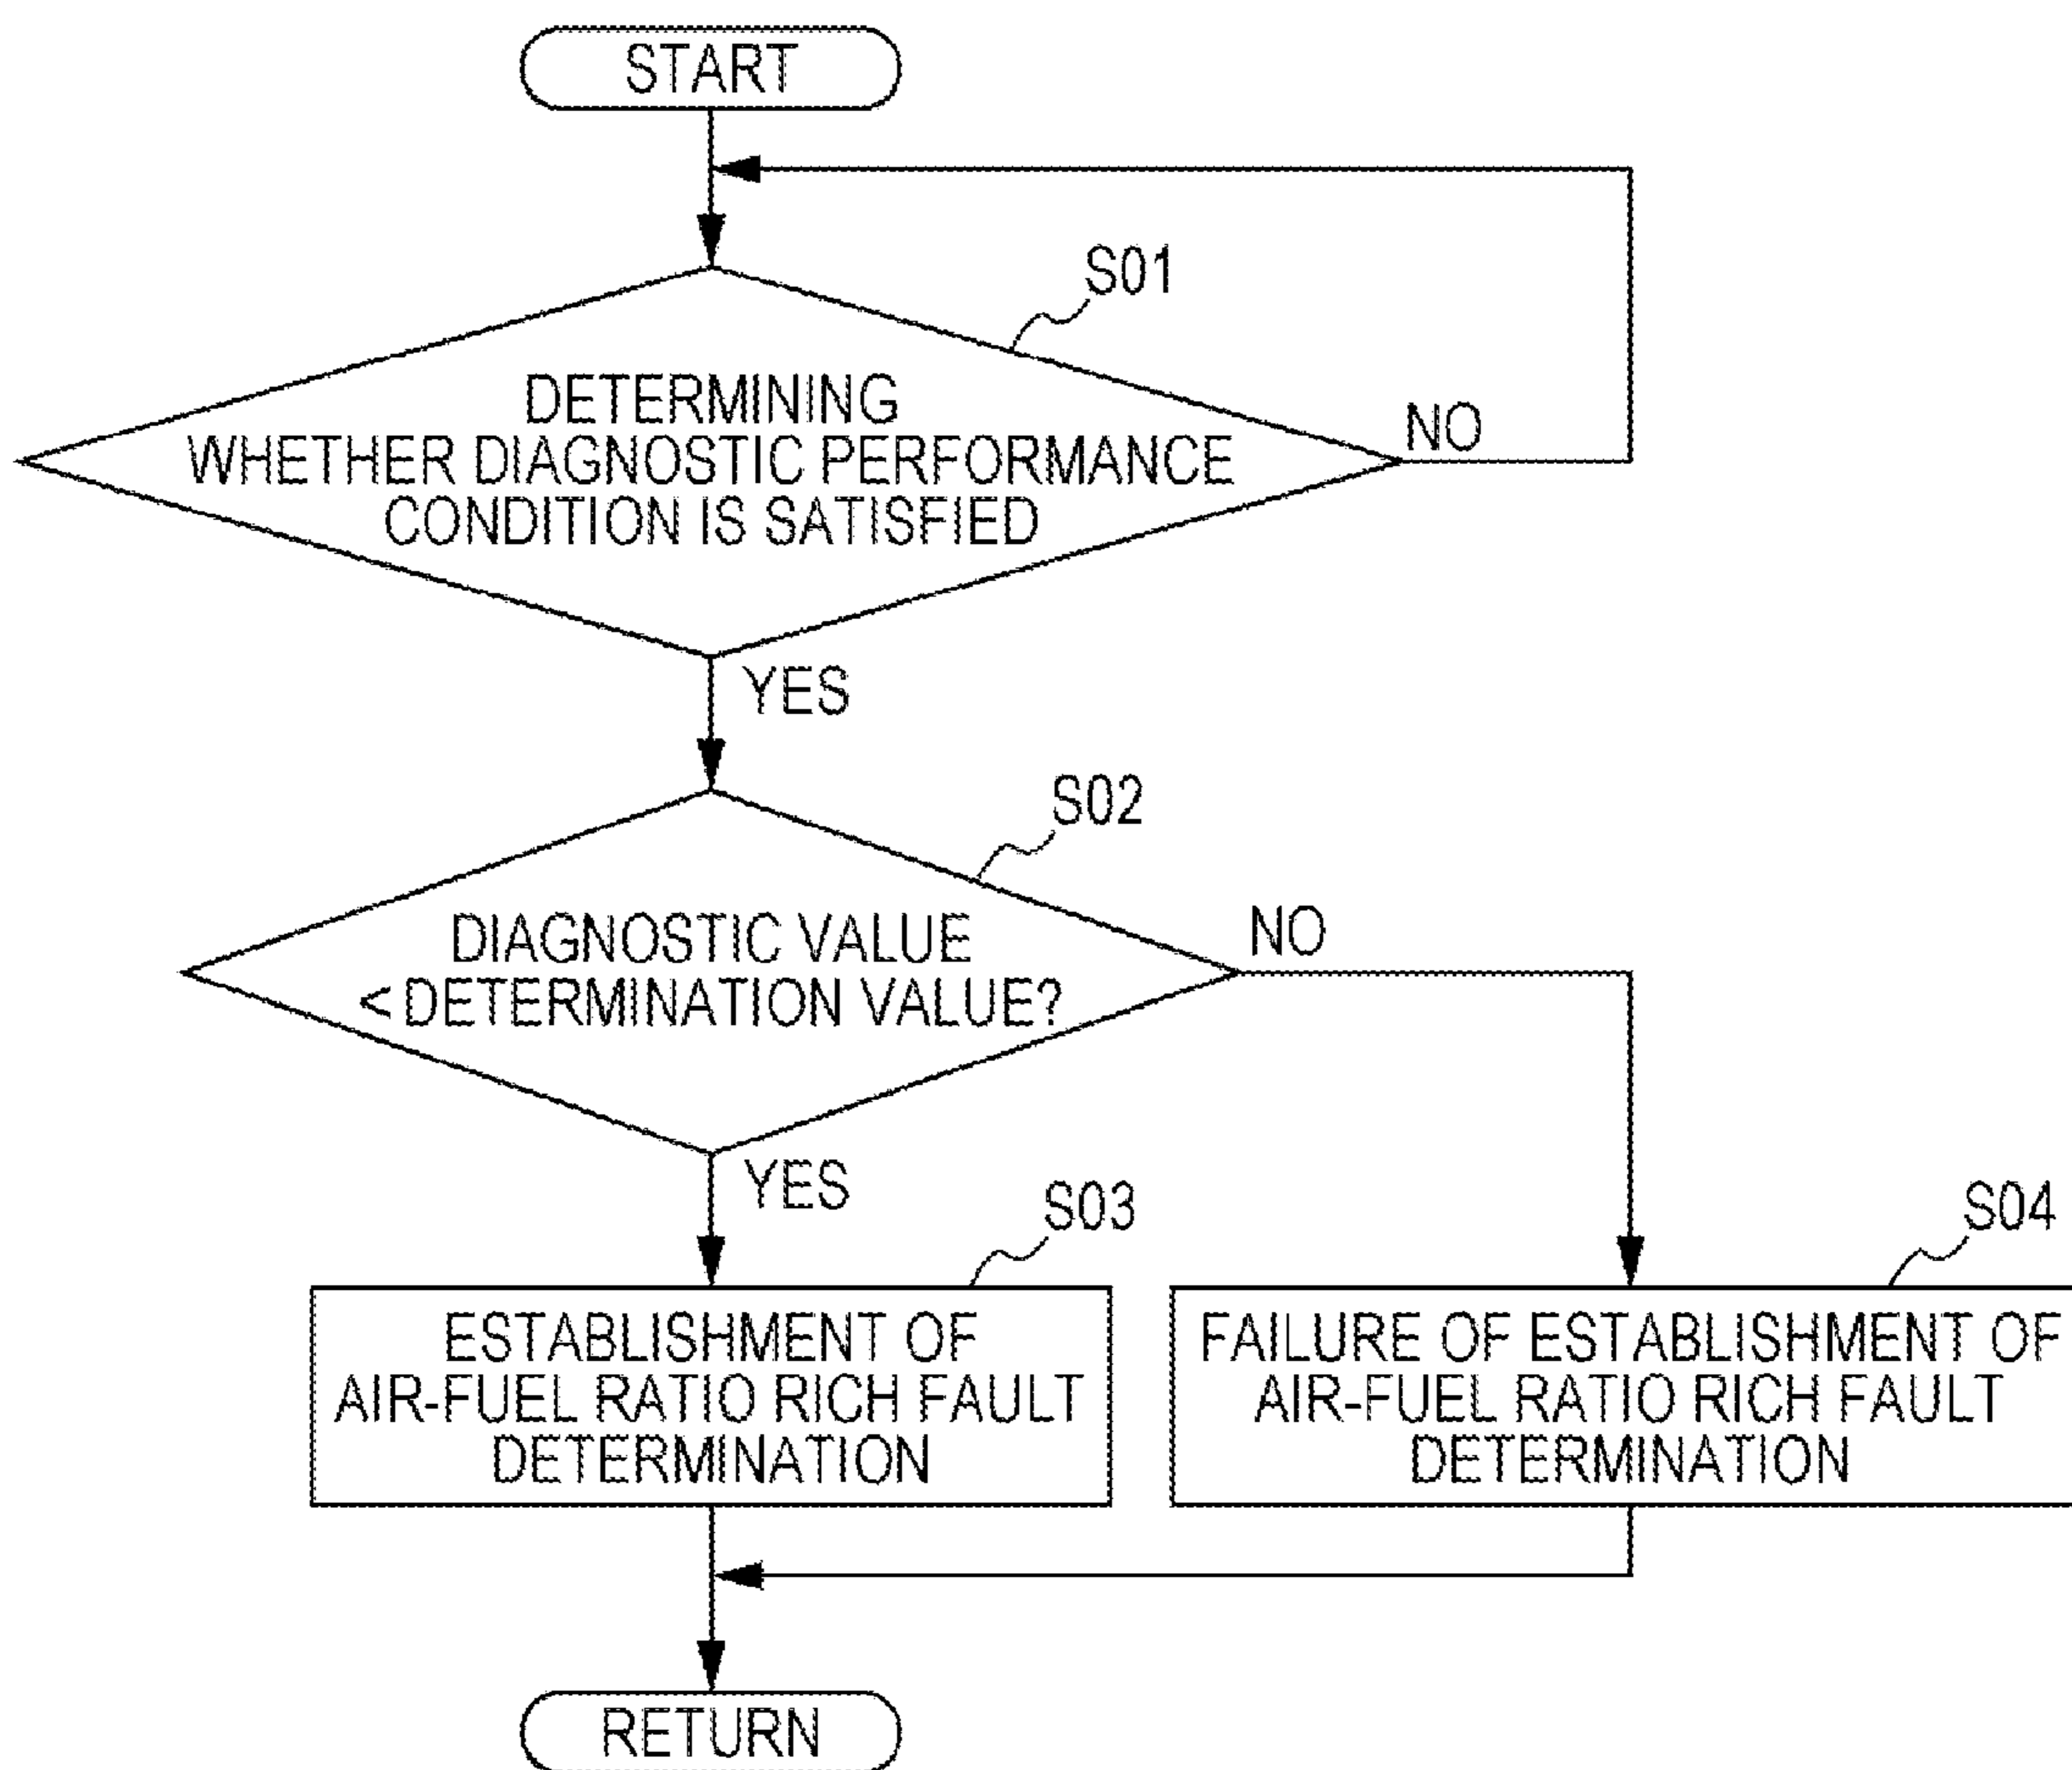 START
S01
DETERMINING
WHETHER DIAGNOSTIC PERFORMANCE
CONDITION IS SATISFIED
NO
YES
S02
DIAGNOSTIC VALUE
< DETERMINATION VALUE?
NO
YES
S03
ESTABLISHMENT OF
AIR-FUEL RATIO RICH FAULT
DETERMINATION
S04
FAILURE OF ESTABLISHMENT OF
AIR-FUEL RATIO RICH FAULT
DETERMINATION
RETURN